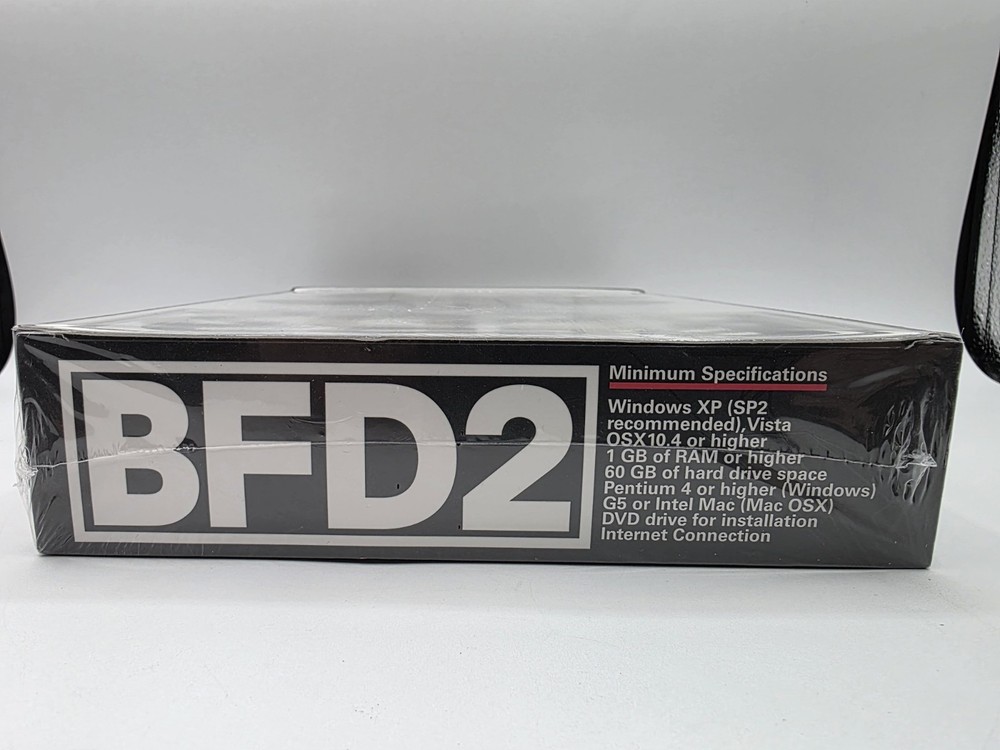 BFD2
Minimum Specifications
Windows XP (SP2
recommended),Vista
OSX10.4 or higher
1 GB of RAM or higher
60 GB of hard drive space
Pentium 4 or higher (Windows)
G5 or Intel Mac (Mac OSX)
DVD drive for installation
Internet Connection